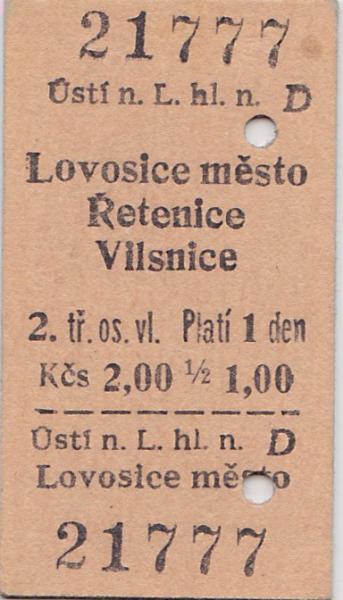 21777
Ústí n. L. hl. n. D
Lovosice město
Řetenice
Vilsnice
2. tř. os. vl. Platí 1 den
Kčs 2,00 ½ 1,00
Ústí n. L. hl. n. D
Lovosice město
21777